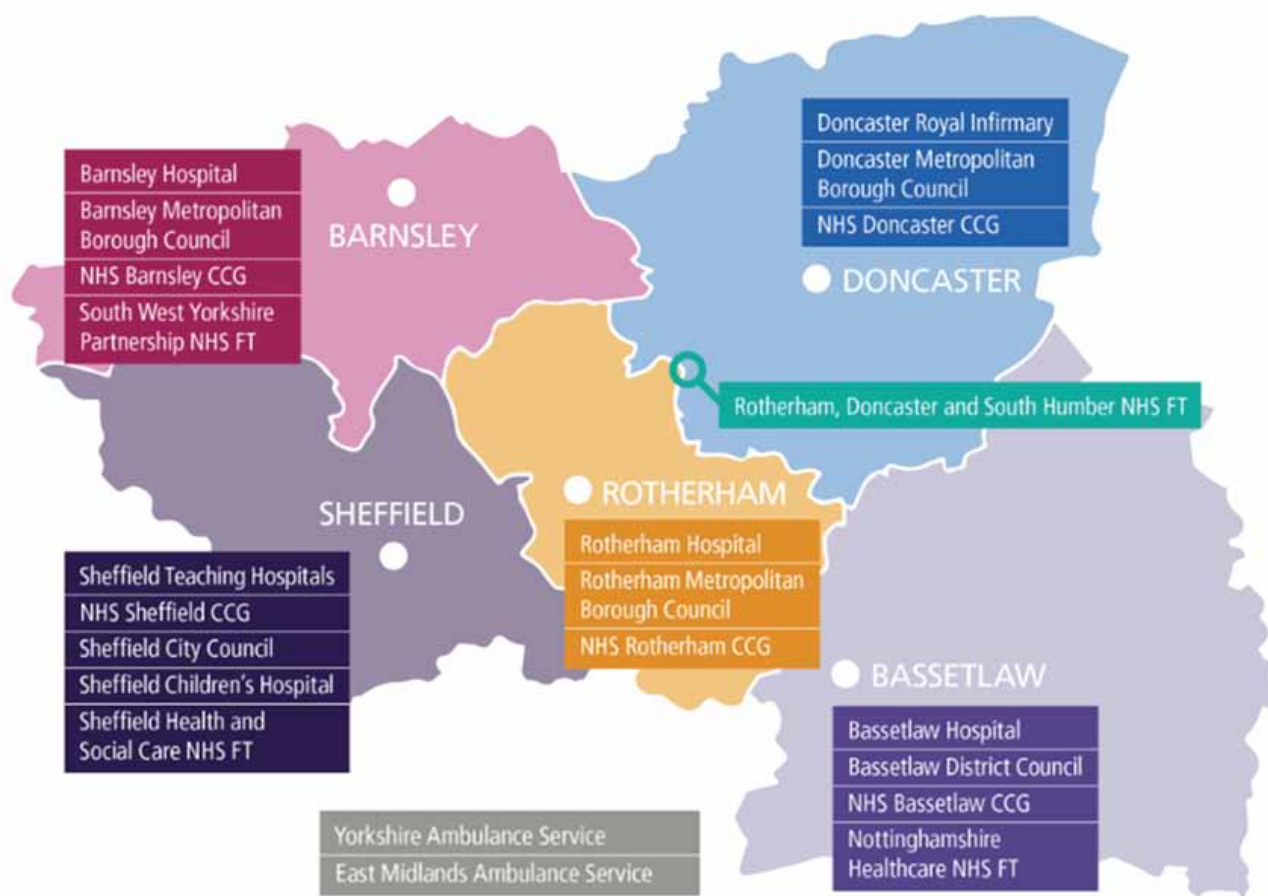 Doncaster Royal Infirmary
Doncaster Metropolitan
Borough Council
NHS Doncaster CCG
DONCASTER
Barnsley Hospital
Barnsley Metropolitan
Borough Council
NHS Barnsley CCG
South West Yorkshire
Partnership NHS FT
BARNSLEY
Rotherham, Doncaster and South Humber NHS FT
ROTHERHAM
Rotherham Hospital
Rotherham Metropolitan
Borough Council
NHS Rotherham CCG
SHEFFIELD
Sheffield Teaching Hospitals
NHS Sheffield CCG
Sheffield City Council
Sheffield Children's Hospital
Sheffield Health and
Social Care NHS FT
BASSETLAW
Bassetlaw Hospital
Bassetlaw District Council
NHS Bassetlaw CCG
Nottinghamshire
Healthcare NHS FT
Yorkshire Ambulance Service
East Midlands Ambulance Service